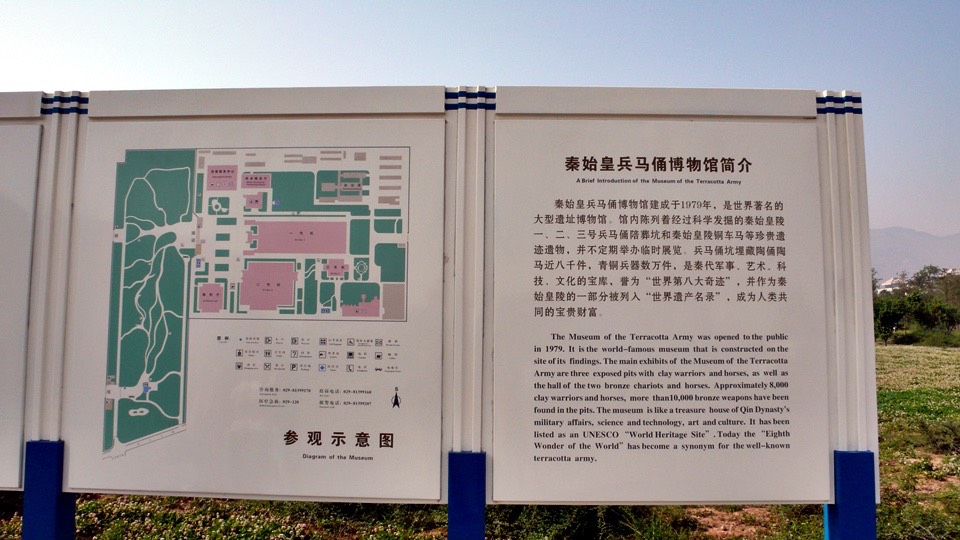 一号坑
二号坑
图例:
参观示意图
Diagram of the Museum
秦始皇兵马俑博物馆简介
A Brief Introduction of the Museum of the Terracotta Army
秦始皇兵马俑博物馆建成于1979年，是世界著名的
大型遗址博物馆。馆内陈列着经过科学发掘的秦始皇陵
一、二、三号兵马俑陪葬坑和秦始皇陵铜车马等珍贵遗
迹遗物，并不定期举办临时展览。兵马俑坑埋藏陶俑陶
马近八千件，青铜兵器数万件，是秦代军事、艺术、科
技、文化的宝库，誉为“世界第八大奇迹”，并作为秦
始皇陵的一部分被列入“世界遗产名录”，成为人类共
同的宝贵财富。
The Museum of the Terracotta Army was opened to the public
in 1979. It is the world-famous museum that is constructed on the
site of its findings. The main exhibits of the Museum of the Terracotta
Army are three exposed pits with clay warriors and horses, as well as
the hall of the two bronze chariots and horses. Approximately 8,000
clay warriors and horses, more than10,000 bronze weapons have been
found in the pits. The museum is like a treasure house of Qin Dynasty's
military affairs, science and technology, art and culture. It has been
listed as an UNESCO “World Heritage Site”. Today the “Eighth
Wonder of the World” has become a synonym for the well-known
terracotta army.